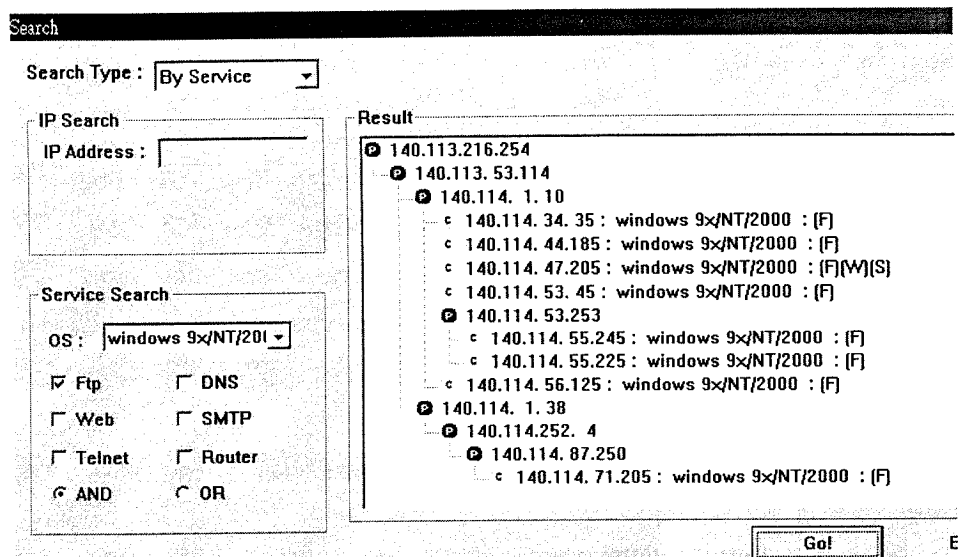 Search
Search Type : By Service
IP Search
IP Address :
Service Search
OS : windows 9x/NT/20(
Ftp DNS
Web SMTP
Telnet Router
AND OR
Result
P 140.113.216.254
P 140.113. 53.114
P 140.114. 1. 10
c 140.114. 34. 35 : windows 9x/NT/2000 : (F)
c 140.114. 44.185 : windows 9x/NT/2000 : (F)
c 140.114. 47.205 : windows 9x/NT/2000 : (F)(W)(S)
c 140.114. 53. 45 : windows 9x/NT/2000 : (F)
P 140.114. 53.253
c 140.114. 55.245 : windows 9x/NT/2000 : (F)
c 140.114. 55.225 : windows 9x/NT/2000 : (F)
c 140.114. 56.125 : windows 9x/NT/2000 : (F)
P 140.114. 1. 38
P 140.114.252. 4
P 140.114. 87.250
c 140.114. 71.205 : windows 9x/NT/2000 : (F)
Go! E